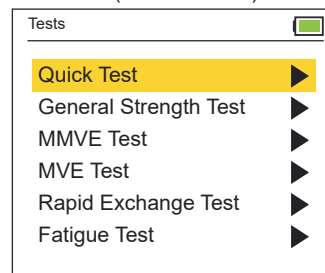 Tests
Quick Test
General Strength Test
MMVE Test
MVE Test
Rapid Exchange Test
Fatigue Test